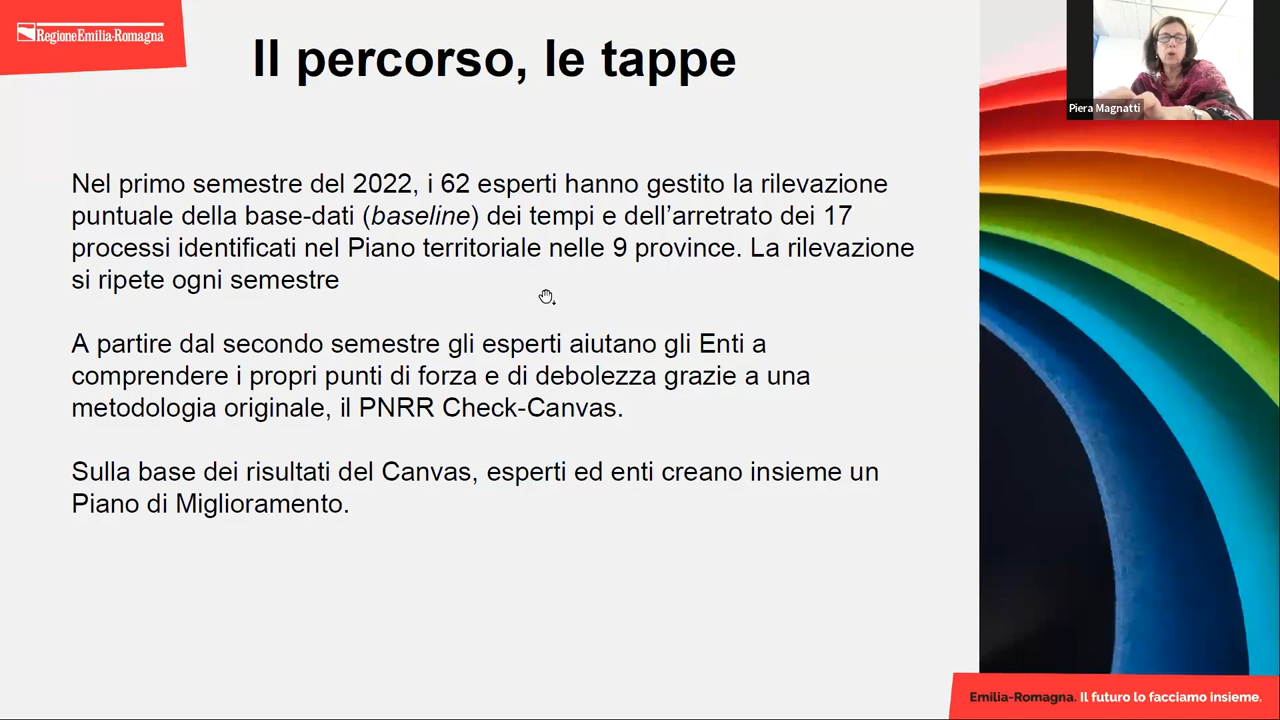 RegioneEmilia-Romagna
Il percorso, le tappe
Piera Magnatti
Nel primo semestre del 2022, i 62 esperti hanno gestito la rilevazione
puntuale della base-dati (baseline) dei tempi e dell’arretrato dei 17
processi identificati nel Piano territoriale nelle 9 province. La rilevazione
si ripete ogni semestre
A partire dal secondo semestre gli esperti aiutano gli Enti a
comprendere i propri punti di forza e di debolezza grazie a una
metodologia originale, il PNRR Check-Canvas.
Sulla base dei risultati del Canvas, esperti ed enti creano insieme un
Piano di Miglioramento.
Emilia-Romagna. Il futuro lo facciamo insieme.